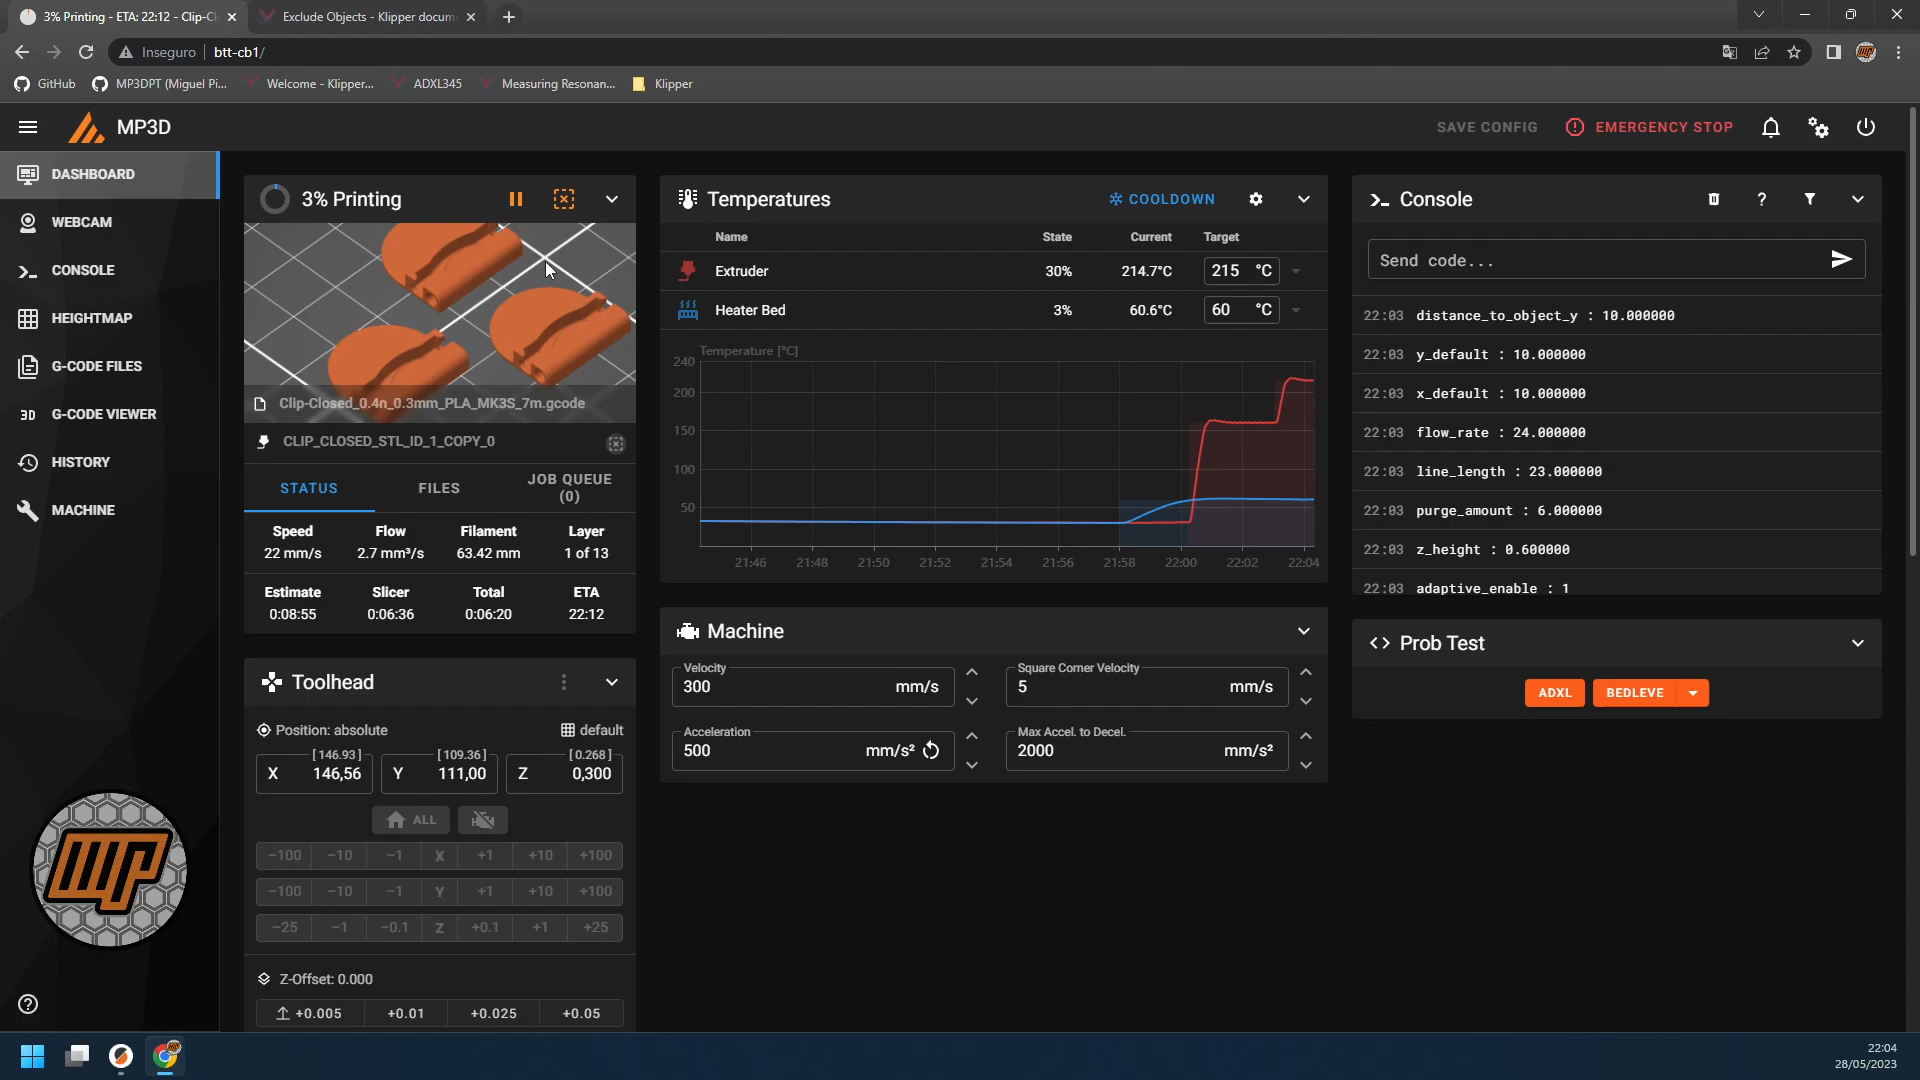 3% Printing - ETA: 22:12 - Clip-Cl
Exclude Objects - Klipper docum
Inseguro
btt-cb1/
GitHub
MP3DPT (Miguel Pi...
Welcome - Klipper...
ADXL345
Measuring Resonan...
Klipper
MP3D
SAVE CONFIG
EMERGENCY STOP
DASHBOARD
WEBCAM
CONSOLE
HEIGHTMAP
G-CODE FILES
3D G-CODE VIEWER
HISTORY
MACHINE
3% Printing
Clip-Closed_0.4n_0.3mm_PLA_MK3S_7m.gcode
CLIP_CLOSED_STL_ID_1_COPY_0
STATUS
FILES
JOB QUEUE
(0)
Speed Flow Filament Layer
22 mm/s 2.7 mm³/s 63.42 mm 1 of 13
Estimate Slicer Total ETA
0:08:55 0:06:36 0:06:20 22:12
Toolhead
Position: absolute
default
[ 146.93 ] [ 109.36 ] [ 0.268 ]
X 146,56 Y 111,00 Z 0,300
ALL
−100 −10 −1 X +1 +10 +100
−100 −10 −1 Y +1 +10 +100
−25 −1 −0.1 Z +0.1 +1 +25
Z-Offset: 0.000
+0.005 +0.01 +0.025 +0.05
Temperatures
COOLDOWN
Name State Current Target
Extruder 30% 214.7°C 215 °C
Heater Bed 3% 60.6°C 60 °C
Temperature [°C]
240
200
150
100
50
21:46 21:48 21:50 21:52 21:54 21:56 21:58 22:00 22:02 22:04
Machine
Velocity
300 mm/s
Square Corner Velocity
5 mm/s
Acceleration
500 mm/s²
Max Accel. to Decel.
2000 mm/s²
Console
Send code...
22:03 distance_to_object_y : 10.000000
22:03 y_default : 10.000000
22:03 x_default : 10.000000
22:03 flow_rate : 24.000000
22:03 line_length : 23.000000
22:03 purge_amount : 6.000000
22:03 z_height : 0.600000
22:03 adaptive_enable : 1
Prob Test
ADXL
BEDLEVE
MP
22:04
28/05/2023